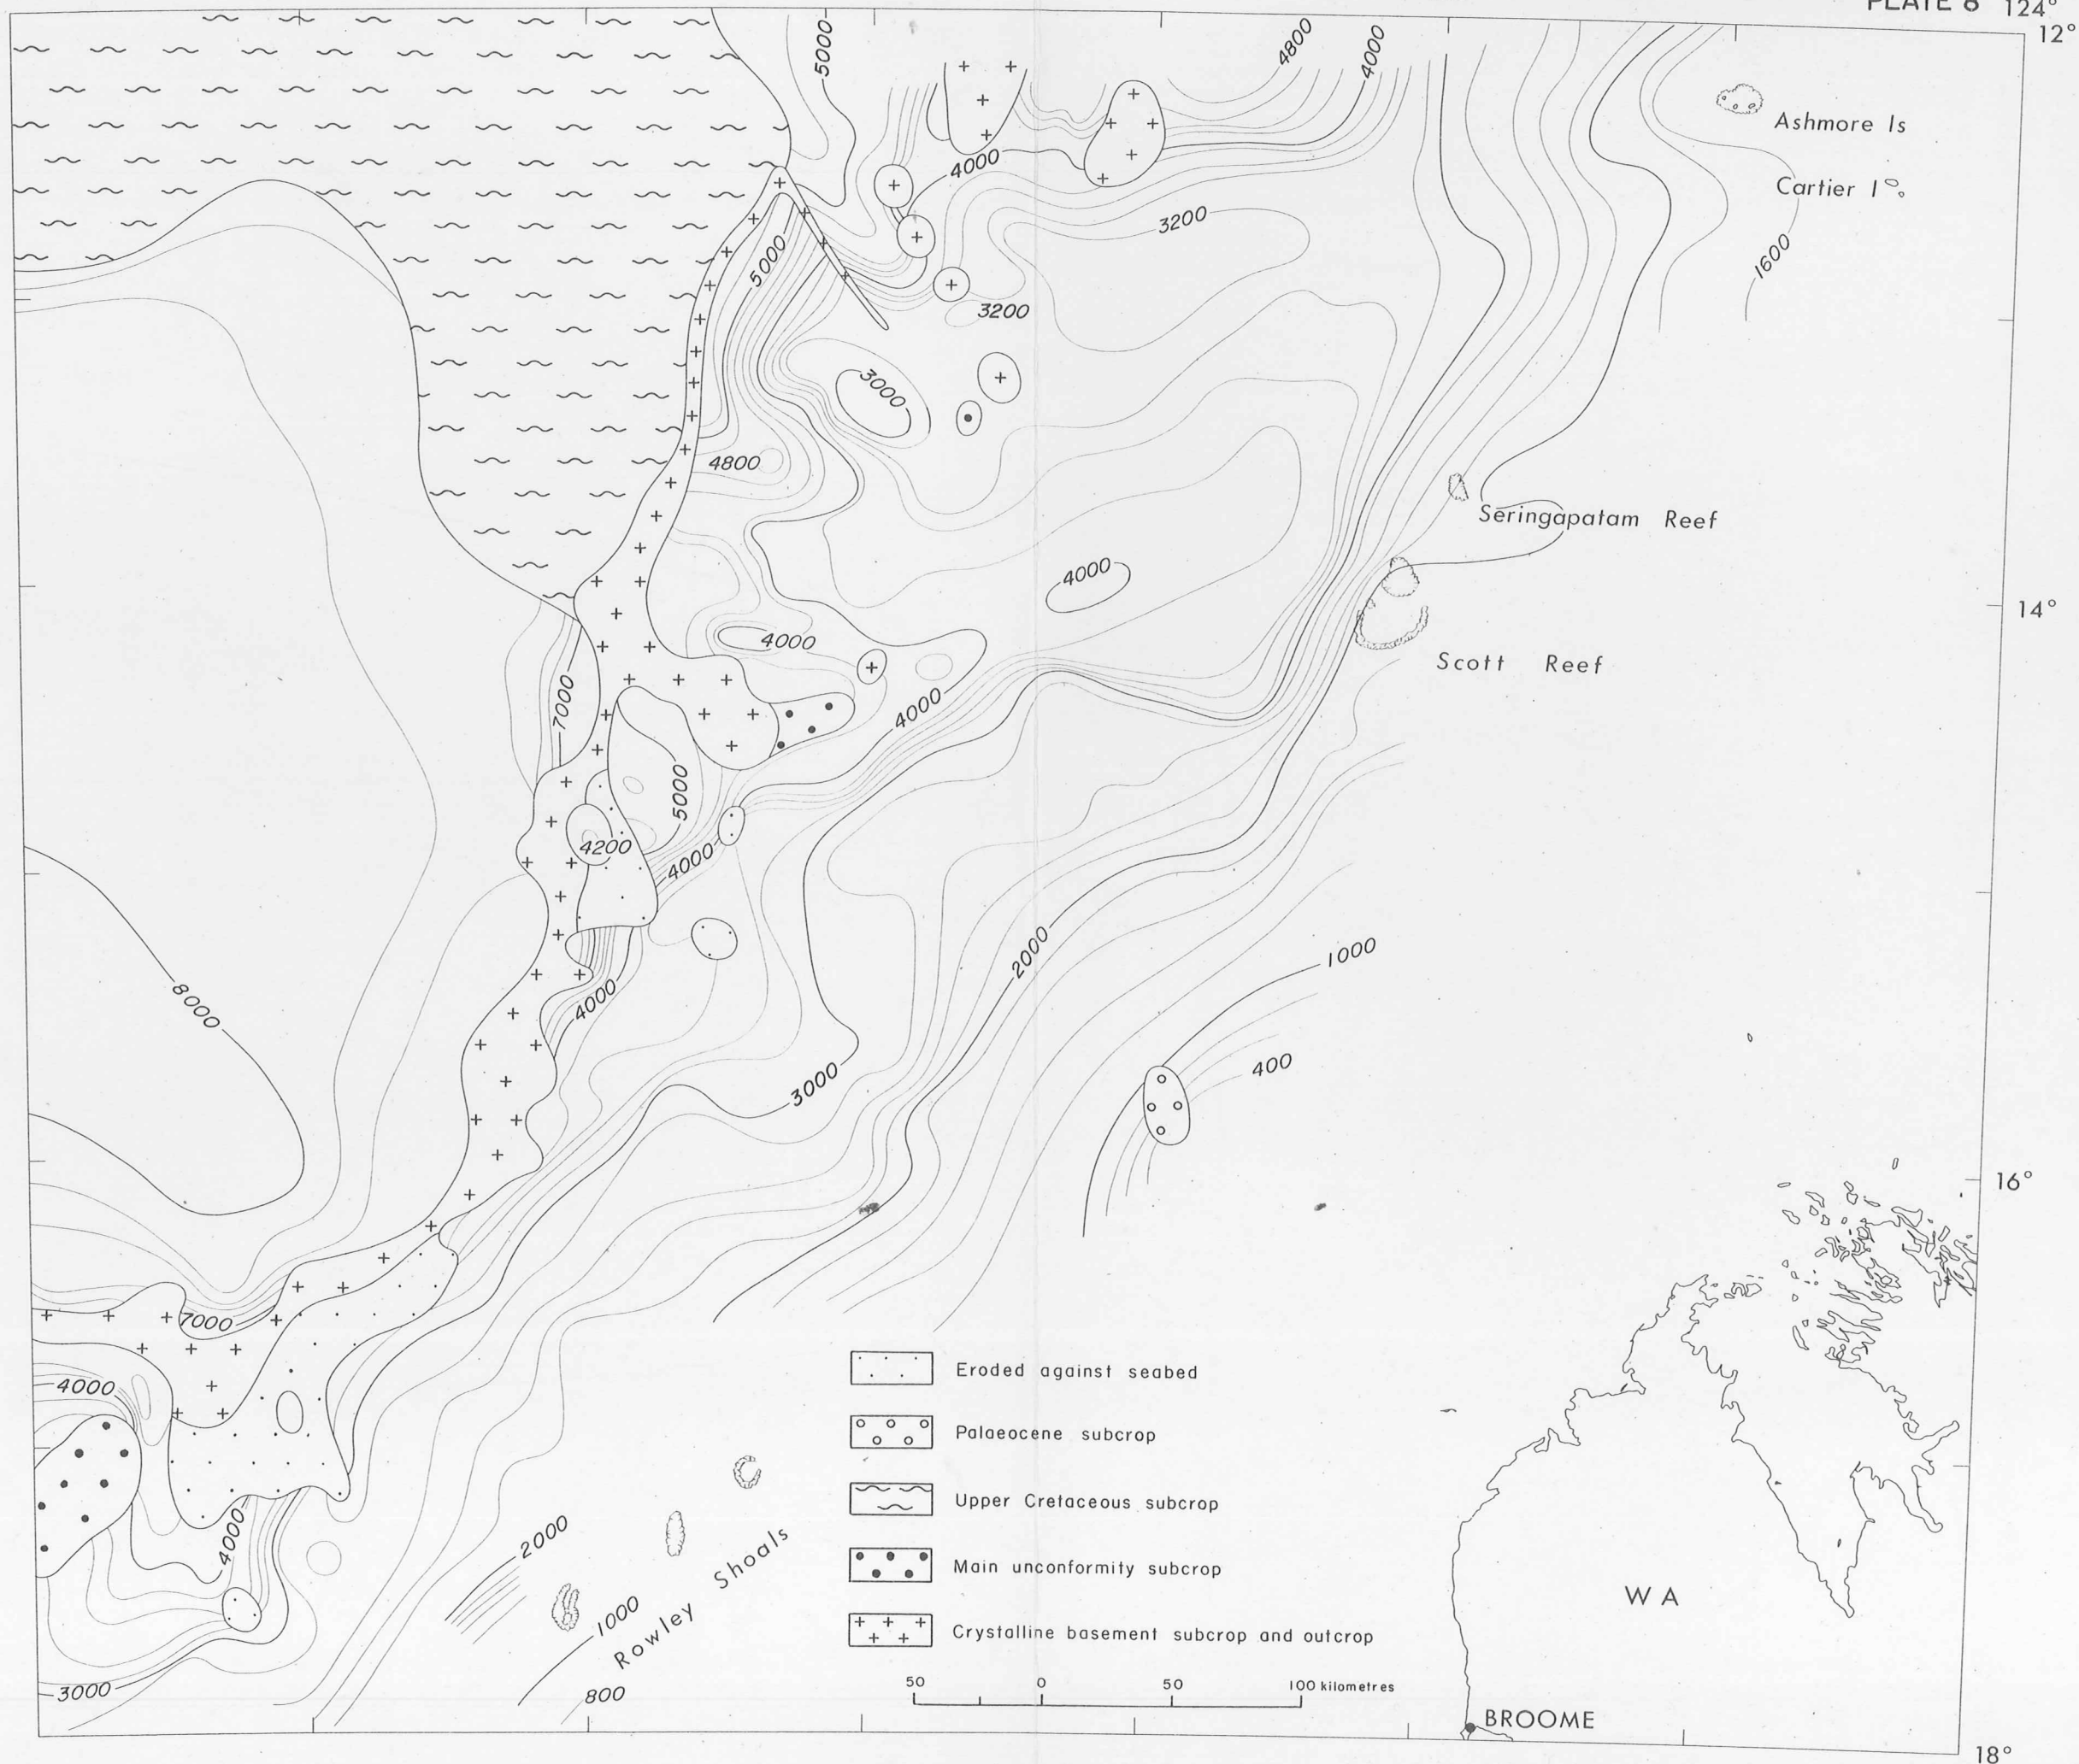 PLATE 8 124°
12°
5000
4800
4000
Ashmore Is
4000
Cartier I
3200
5000
1600
3200
3000
4800
Seringapatam Reef
4000
14°
4000
Scott Reef
7000
4000
5000
4200
4000
2000
1000
8000
4000
400
3000
16°
7000
Eroded against seabed
4000
Palaeocene subcrop
Upper Cretaceous subcrop
4000
2000
Main unconformity subcrop
Rowley Shoals
WA
1000
Crystalline basement subcrop and outcrop
50 0 50 100 kilometres
3000
800
BROOME
18°